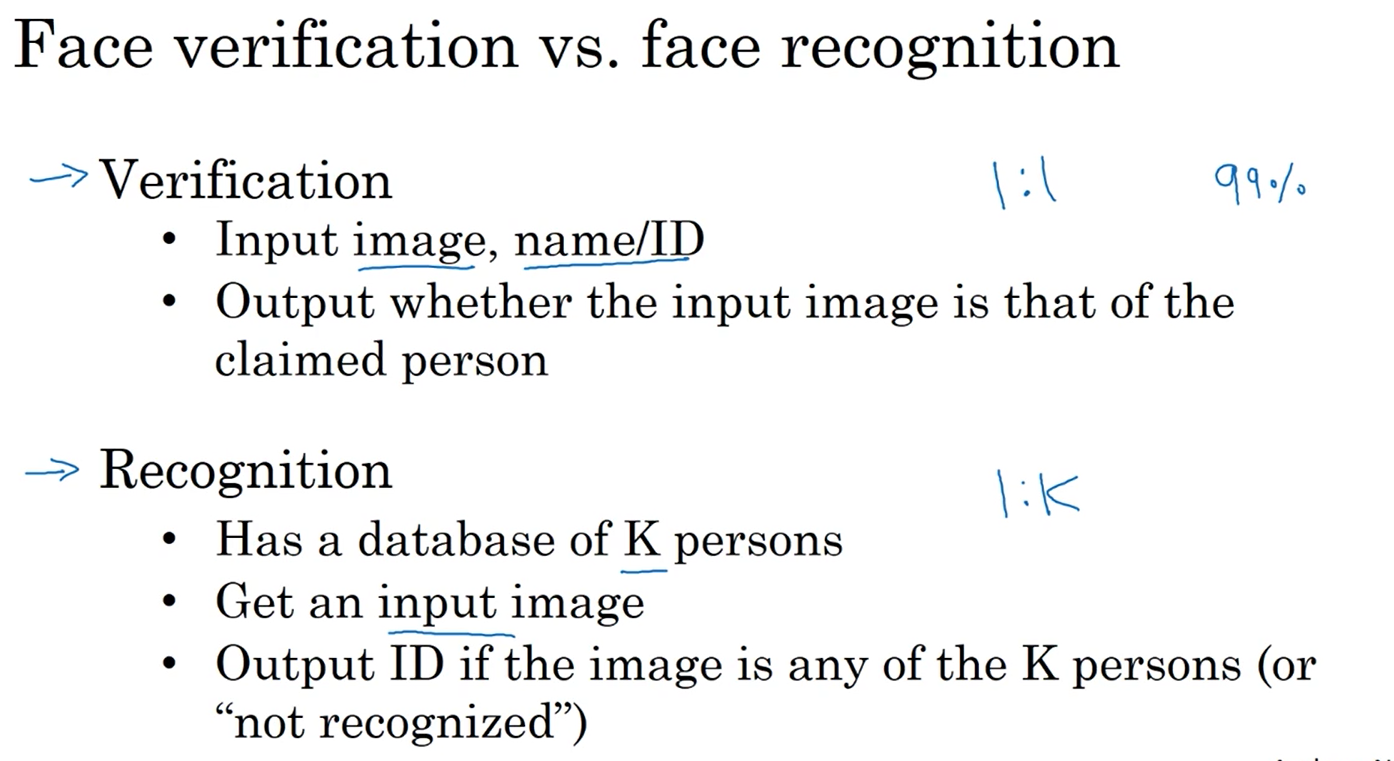 Face verification vs. face recognition
→ Verification 1:1 99%
• Input image, name/ID
• Output whether the input image is that of the
claimed person
→ Recognition 1:K
• Has a database of K persons
• Get an input image
• Output ID if the image is any of the K persons (or
“not recognized”)